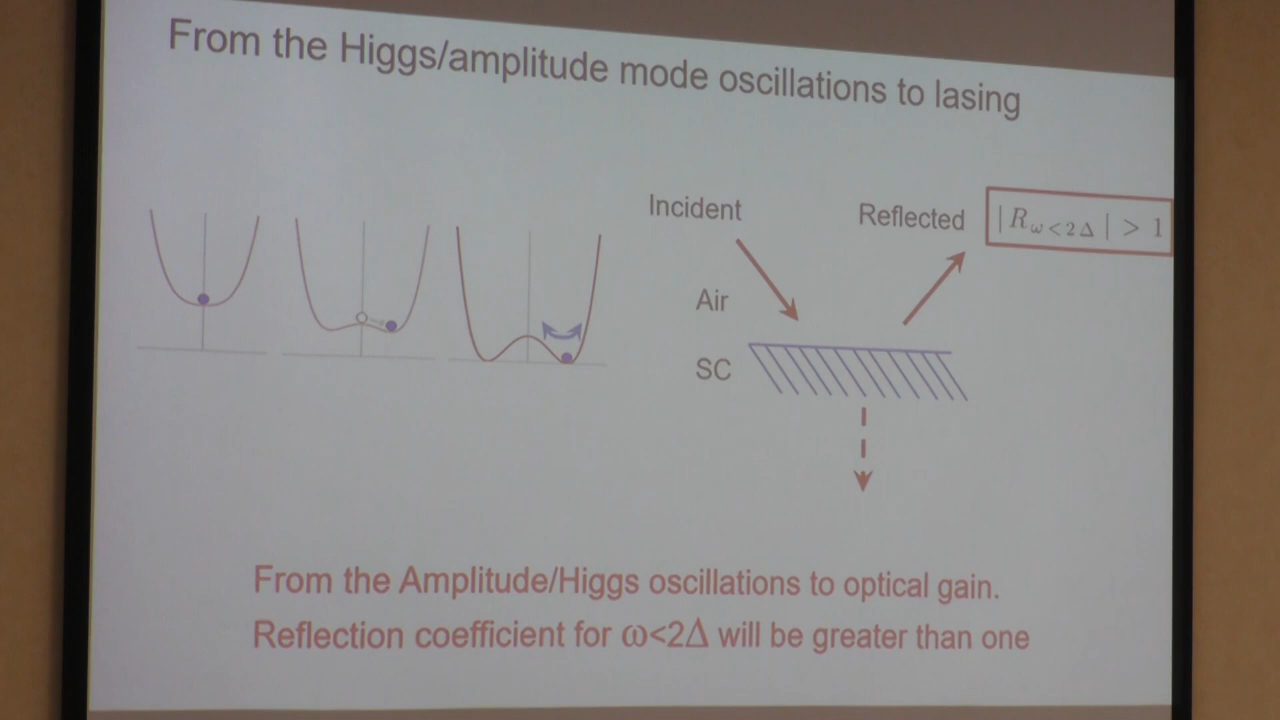 From the Higgs/amplitude mode oscillations to lasing
Incident
Reflected
|R_{ω<2Δ}| > 1
Air
SC
From the Amplitude/Higgs oscillations to optical gain.
Reflection coefficient for ω<2Δ will be greater than one